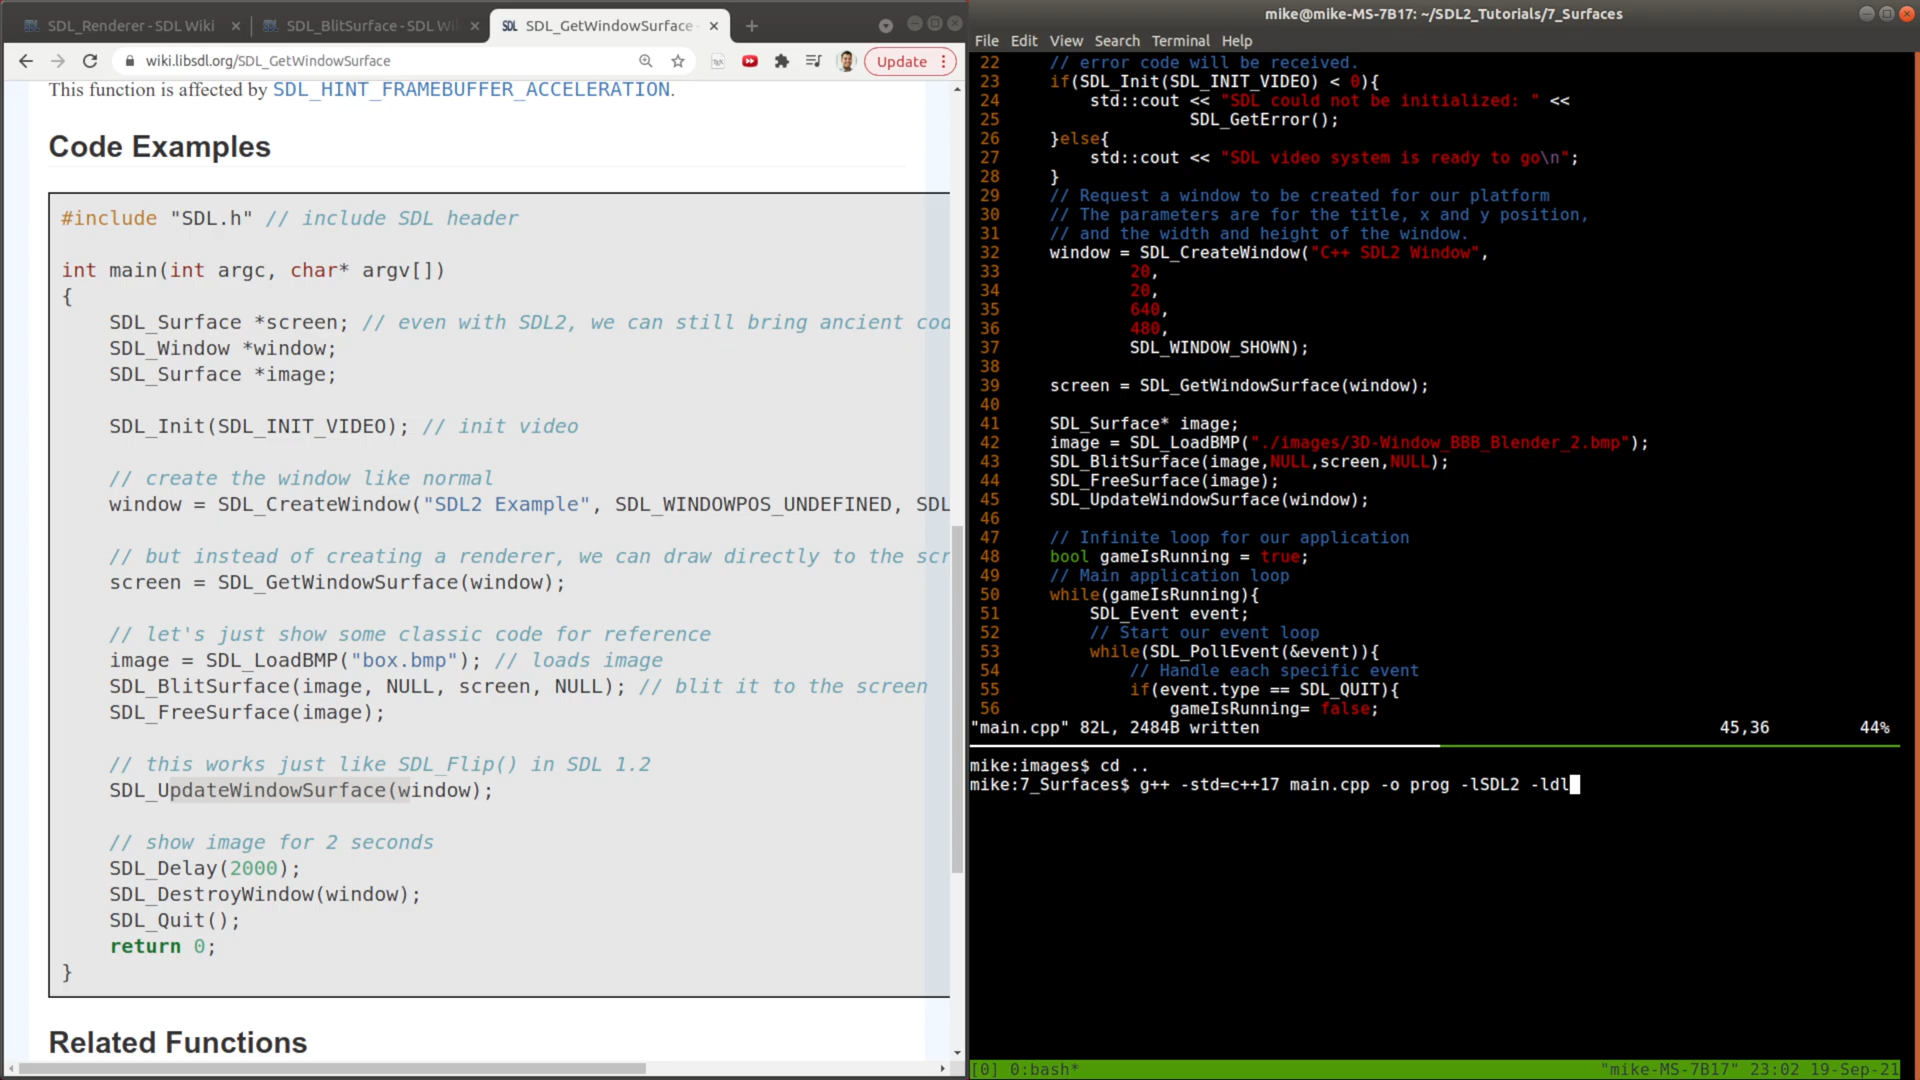 SDL_Renderer - SDL Wiki
SDL_BlitSurface - SDL Wi
SDL_GetWindowSurface -
wiki.libsdl.org/SDL_GetWindowSurface
Update
This function is affected by SDL_HINT_FRAMEBUFFER_ACCELERATION.
Code Examples
#include "SDL.h" // include SDL header
int main(int argc, char* argv[])
{
SDL_Surface *screen; // even with SDL2, we can still bring ancient cod
SDL_Window *window;
SDL_Surface *image;
SDL_Init(SDL_INIT_VIDEO); // init video
// create the window like normal
window = SDL_CreateWindow("SDL2 Example", SDL_WINDOWPOS_UNDEFINED, SDL
// but instead of creating a renderer, we can draw directly to the scr
screen = SDL_GetWindowSurface(window);
// let's just show some classic code for reference
image = SDL_LoadBMP("box.bmp"); // loads image
SDL_BlitSurface(image, NULL, screen, NULL); // blit it to the screen
SDL_FreeSurface(image);
// this works just like SDL_Flip() in SDL 1.2
SDL_UpdateWindowSurface(window);
// show image for 2 seconds
SDL_Delay(2000);
SDL_DestroyWindow(window);
SDL_Quit();
return 0;
}
Related Functions
mike@mike-MS-7B17: ~/SDL2_Tutorials/7_Surfaces
File Edit View Search Terminal Help
22 // error code will be received.
23 if(SDL_Init(SDL_INIT_VIDEO) < 0){
24 std::cout << "SDL could not be initialized: " <<
25 SDL_GetError();
26 }else{
27 std::cout << "SDL video system is ready to go\n";
28 }
29 // Request a window to be created for our platform
30 // The parameters are for the title, x and y position,
31 // and the width and height of the window.
32 window = SDL_CreateWindow("C++ SDL2 Window",
33 20,
34 20,
35 640,
36 480,
37 SDL_WINDOW_SHOWN);
38
39 screen = SDL_GetWindowSurface(window);
40
41 SDL_Surface* image;
42 image = SDL_LoadBMP("./images/3D-Window_BBB_Blender_2.bmp");
43 SDL_BlitSurface(image,NULL,screen,NULL);
44 SDL_FreeSurface(image);
45 SDL_UpdateWindowSurface(window);
46
47 // Infinite loop for our application
48 bool gameIsRunning = true;
49 // Main application loop
50 while(gameIsRunning){
51 SDL_Event event;
52 // Start our event loop
53 while(SDL_PollEvent(&event)){
54 // Handle each specific event
55 if(event.type == SDL_QUIT){
56 gameIsRunning= false;
"main.cpp" 82L, 2484B written 45,36 44%
mike:images$ cd ..
mike:7_Surfaces$ g++ -std=c++17 main.cpp -o prog -lSDL2 -ldl
[0] 0:bash* "mike-MS-7B17" 23:02 19-Sep-21